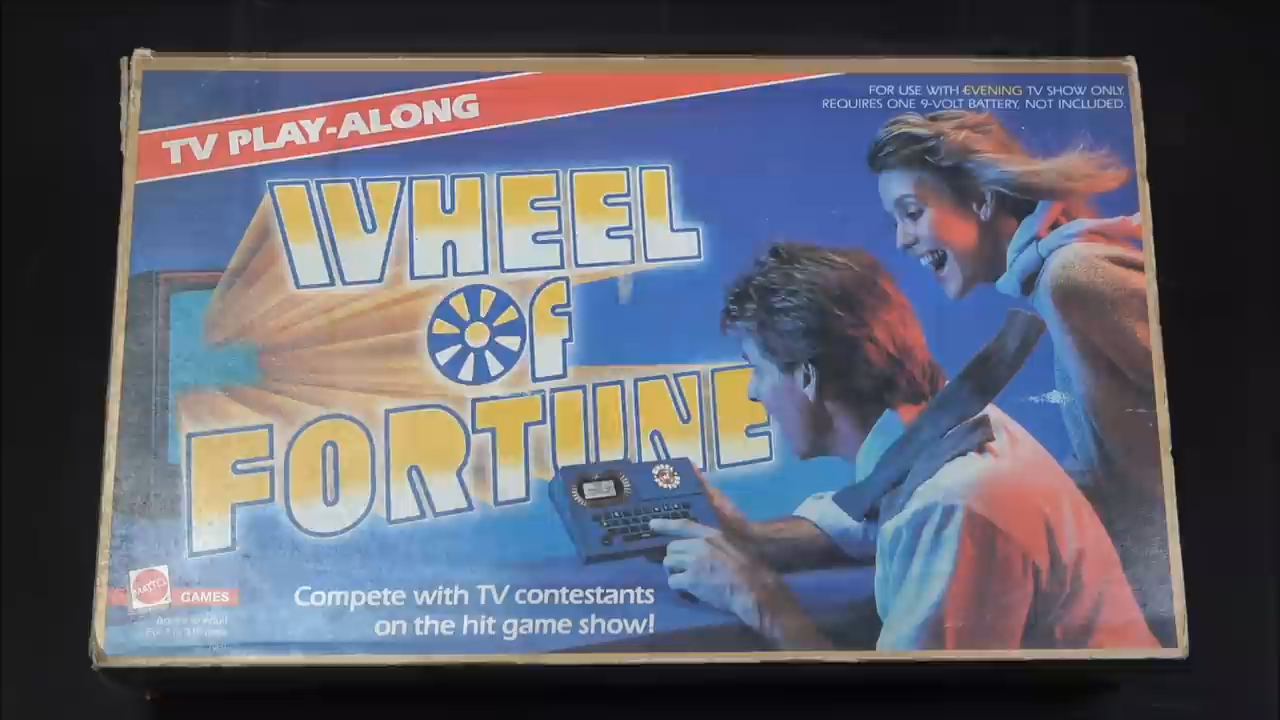 FOR USE WITH EVENING TV SHOW ONLY.
REQUIRES ONE 9-VOLT BATTERY, NOT INCLUDED.
TV PLAY-ALONG
WHEEL
OF
FORTUNE
MATTEL
GAMES
Compete with TV contestants
on the hit game show!